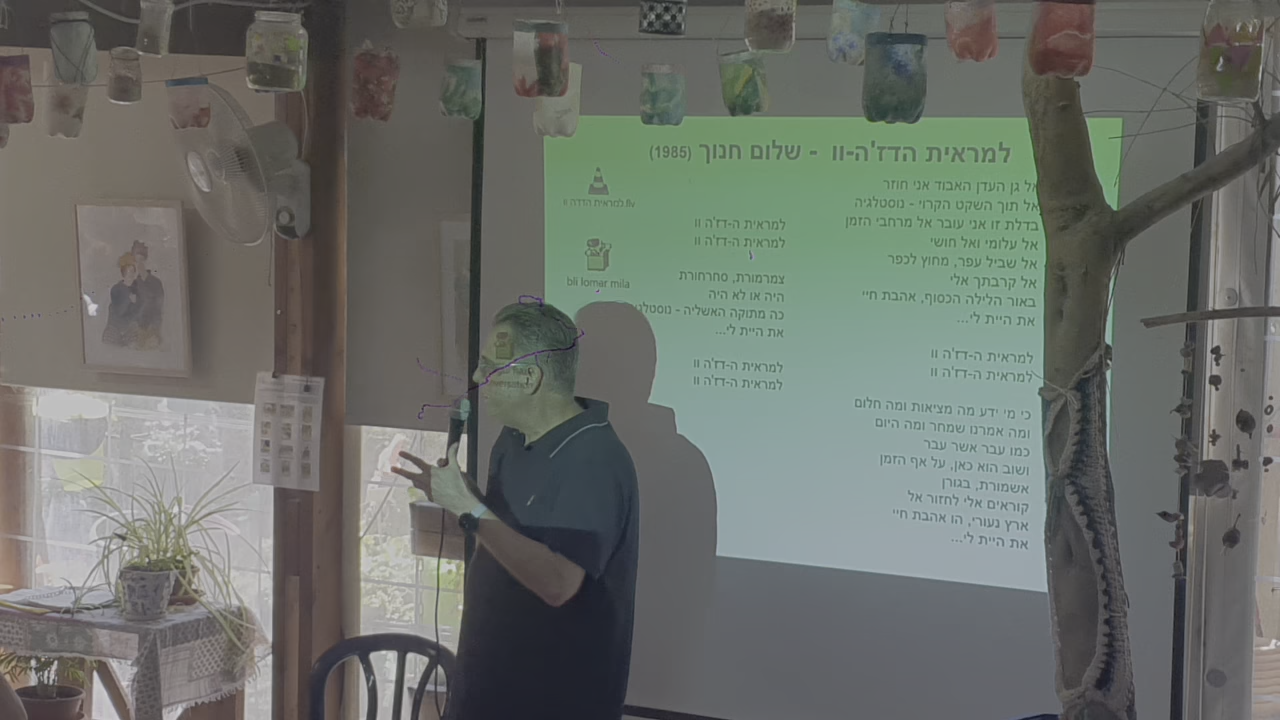 למראית הדז'ה-וו - שלום חנוך (1985)
אל גן העדן האבוד אני חוזר
אל תוך השקט הקרוי - נוסטלגיה
בדלת זו אני עובר אל מרחבי הזמן
אל עלומי ואל חושי
אל שביל עפר, מחוץ לכפר
אל קרבתך אלי
באור הלילה הכסוף, אהבת חיי
את היית לי...
למראית ה-דז'ה וו
למראית ה-דז'ה וו
כי מי ידע מה מציאות ומה חלום
ומה אמרנו שמחר ומה היום
כמו עבר אשר עבר
ושוב הוא כאן, על אף הזמן
אשמורת, בגורן
קוראים אלי לחזור אל
ארץ נעורי, הו אהבת חיי
את היית לי...
למראית ה-דז'ה וו
למראית ה-דז'ה וו
צמרמורת, סחרחורת
היה או לא היה
כה מתוקה האשליה -
את היית לי...
למראית ה-דז'ה וו
למראית ה-דז'ה וו
למראית הדז'ה וו.flv
bli lomer mila